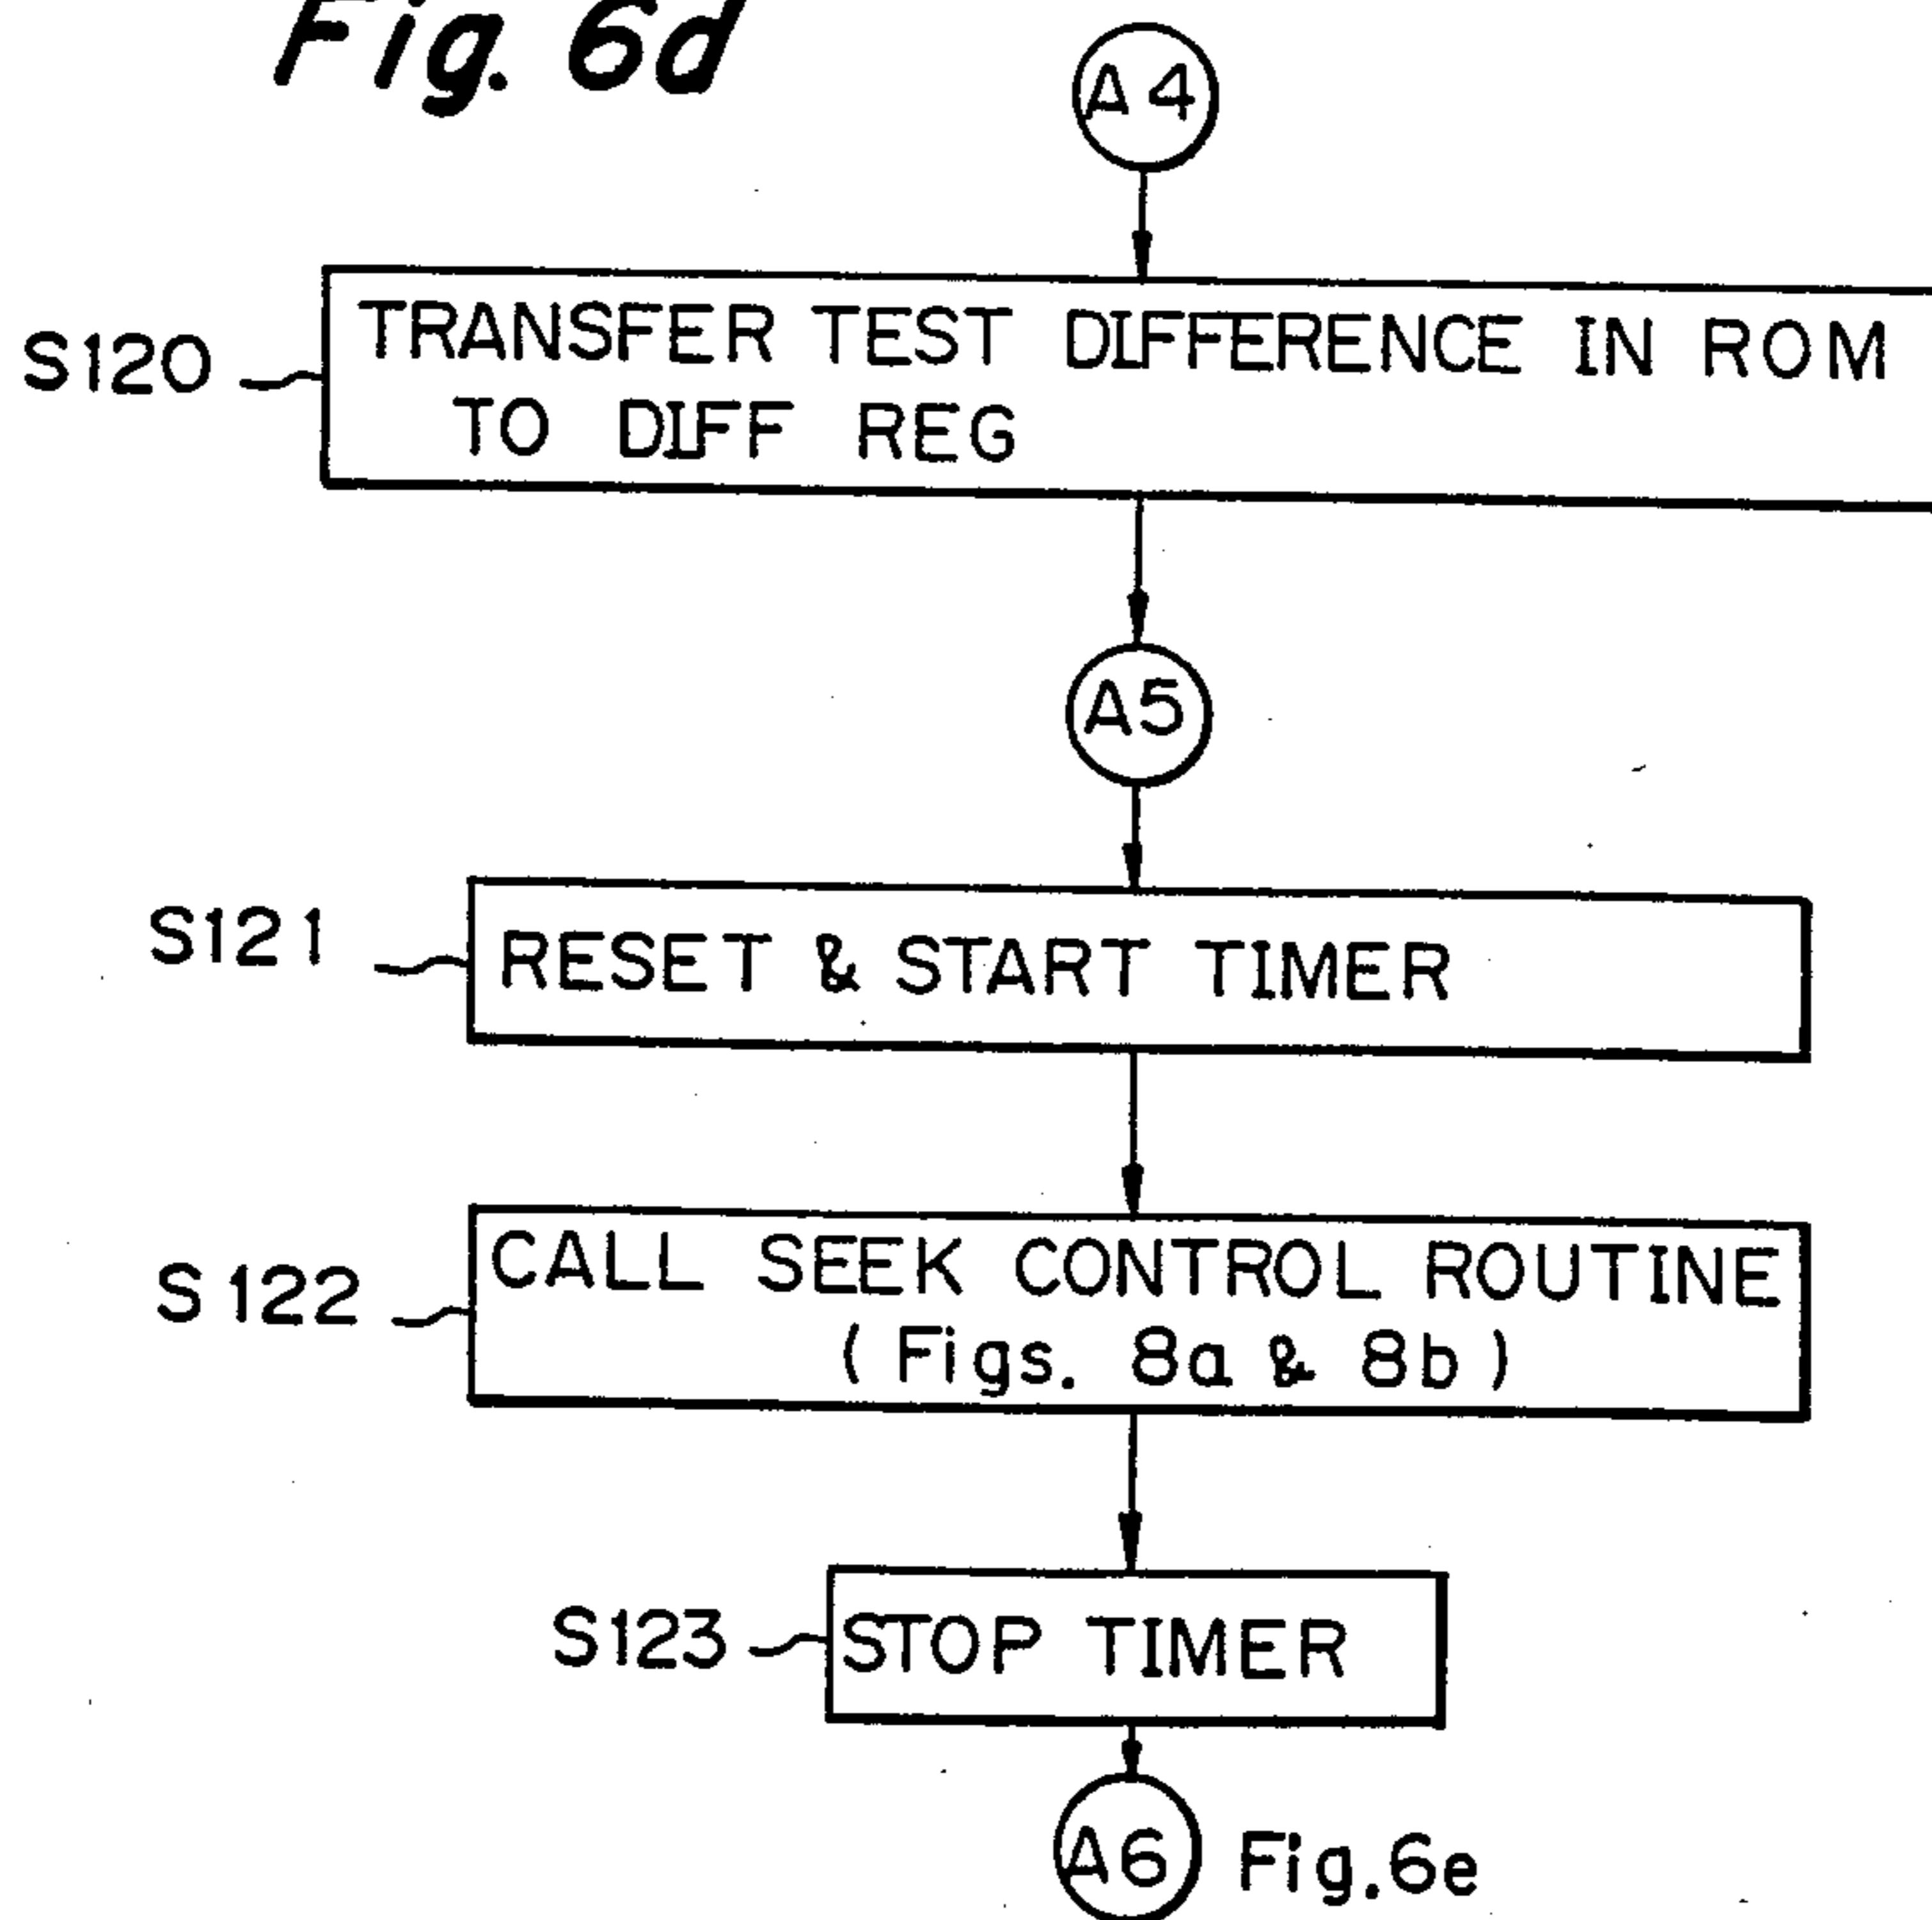 Fig. 6d
A4
S120
TRANSFER TEST DIFFERENCE IN ROM
TO DIFF REG
A5
S121
RESET & START TIMER
S122
CALL SEEK CONTROL ROUTINE
(Figs. 8a & 8b)
S123
STOP TIMER
A6 Fig.6e